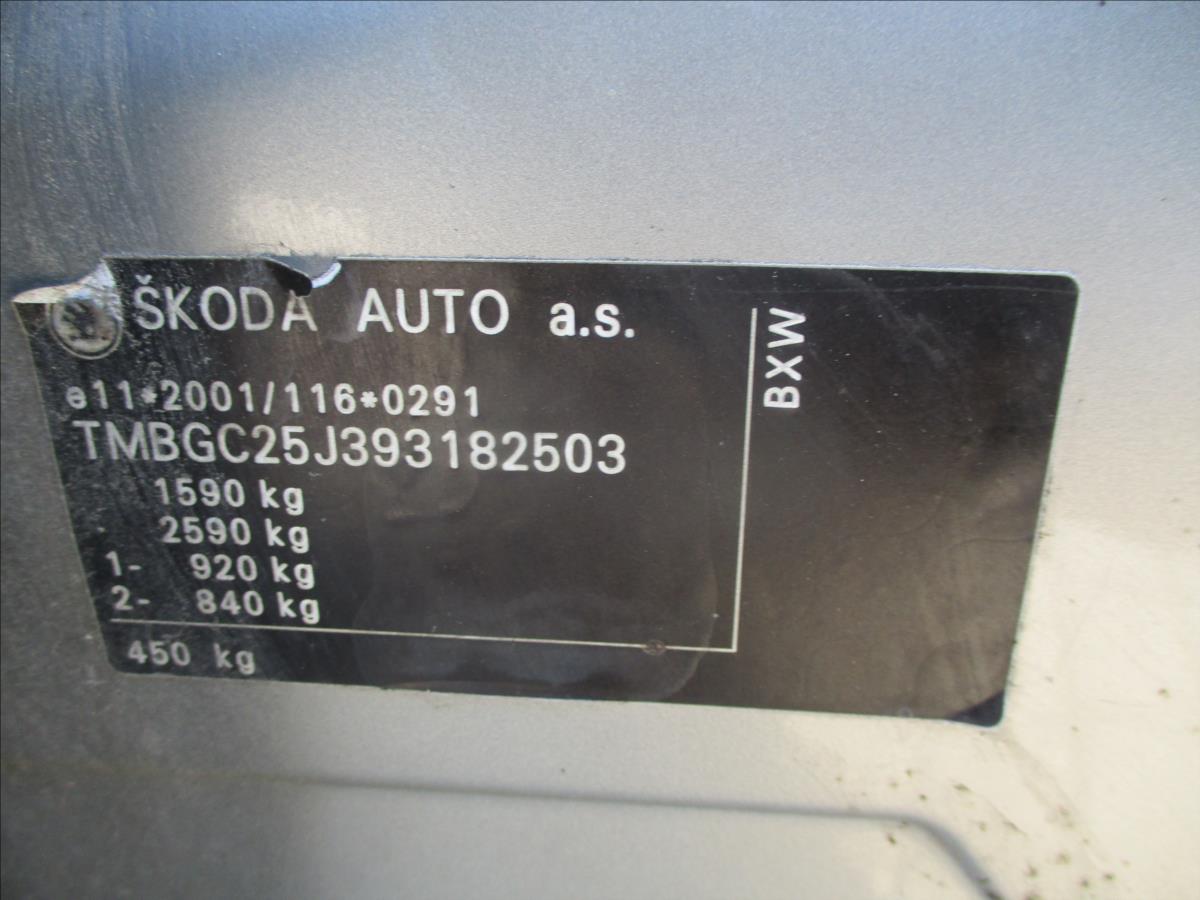 ŠKODA AUTO a.s.
e11*2001/116*0291
TMBGC25J393182503
1590 kg
2590 kg
1- 920 kg
2- 840 kg
450 kg
BXW